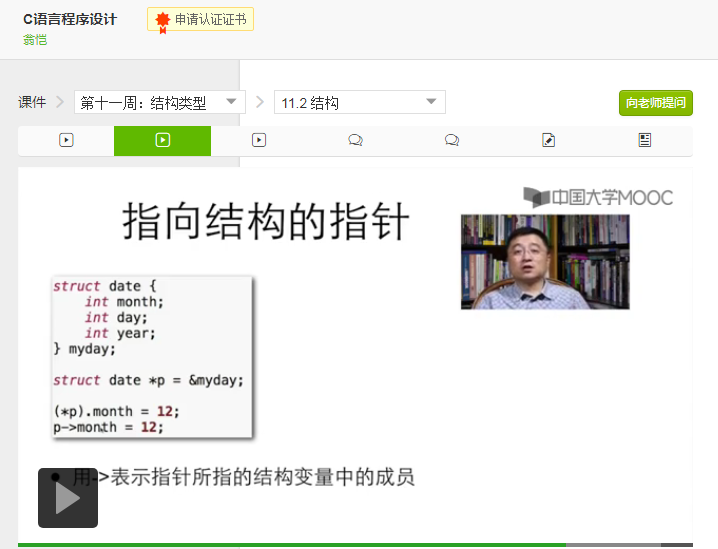 C语言程序设计
申请认证证书
翁恺
课件
第十一周：结构类型
11.2 结构
向老师提问
中国大学MOOC
指向结构的指针
struct date {
int month;
int day;
int year;
} myday;
struct date *p = &myday;
(*p).month = 12;
p->month = 12;
用->表示指针所指的结构变量中的成员